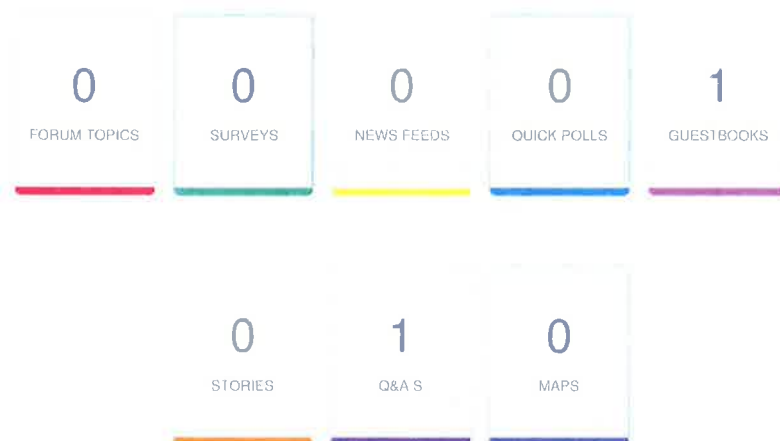 0 0 0 0 1
FORUM TOPICS SURVEYS NEWS FEEDS QUICK POLLS GUESTBOOKS
0 1 0
STORIES Q&A S MAPS